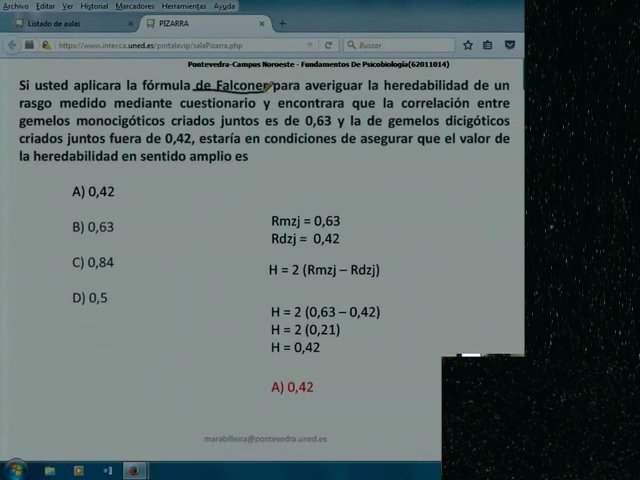 Archivo Editar Ver Historial Marcadores Herramientas Ayuda
Listado de aulas
PIZARRA
https://www.intecca.uned.es/portalavip/salaPizarra.php
Buscar
Pontevedra-Campus Noroeste - Fundamentos De Psicobiología(62011014)
Si usted aplicara la fórmula de Falconer para averiguar la heredabilidad de un
rasgo medido mediante cuestionario y encontrara que la correlación entre
gemelos monocigóticos criados juntos es de 0,63 y la de gemelos dicigóticos
criados juntos fuera de 0,42, estaría en condiciones de asegurar que el valor de
la heredabilidad en sentido amplio es
A) 0,42
B) 0,63
C) 0,84
D) 0,5
Rmzj = 0,63
Rdzj = 0,42
H = 2 (Rmzj – Rdzj)
H = 2 (0,63 – 0,42)
H = 2 (0,21)
H = 0,42
A) 0,42
marabilleira@pontevedra.uned.es